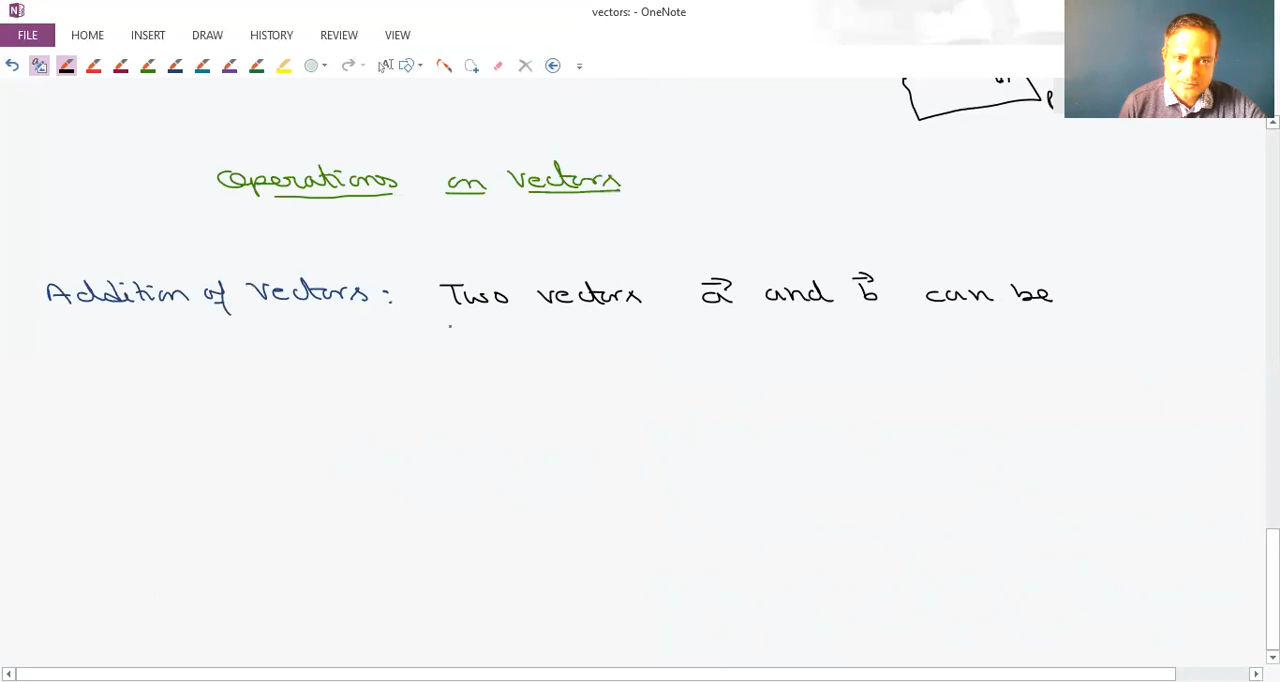 vectors: - OneNote
FILE HOME INSERT DRAW HISTORY REVIEW VIEW
P
Operations on vectors
Addition of vectors: Two vectors a⃗ and b⃗ can be